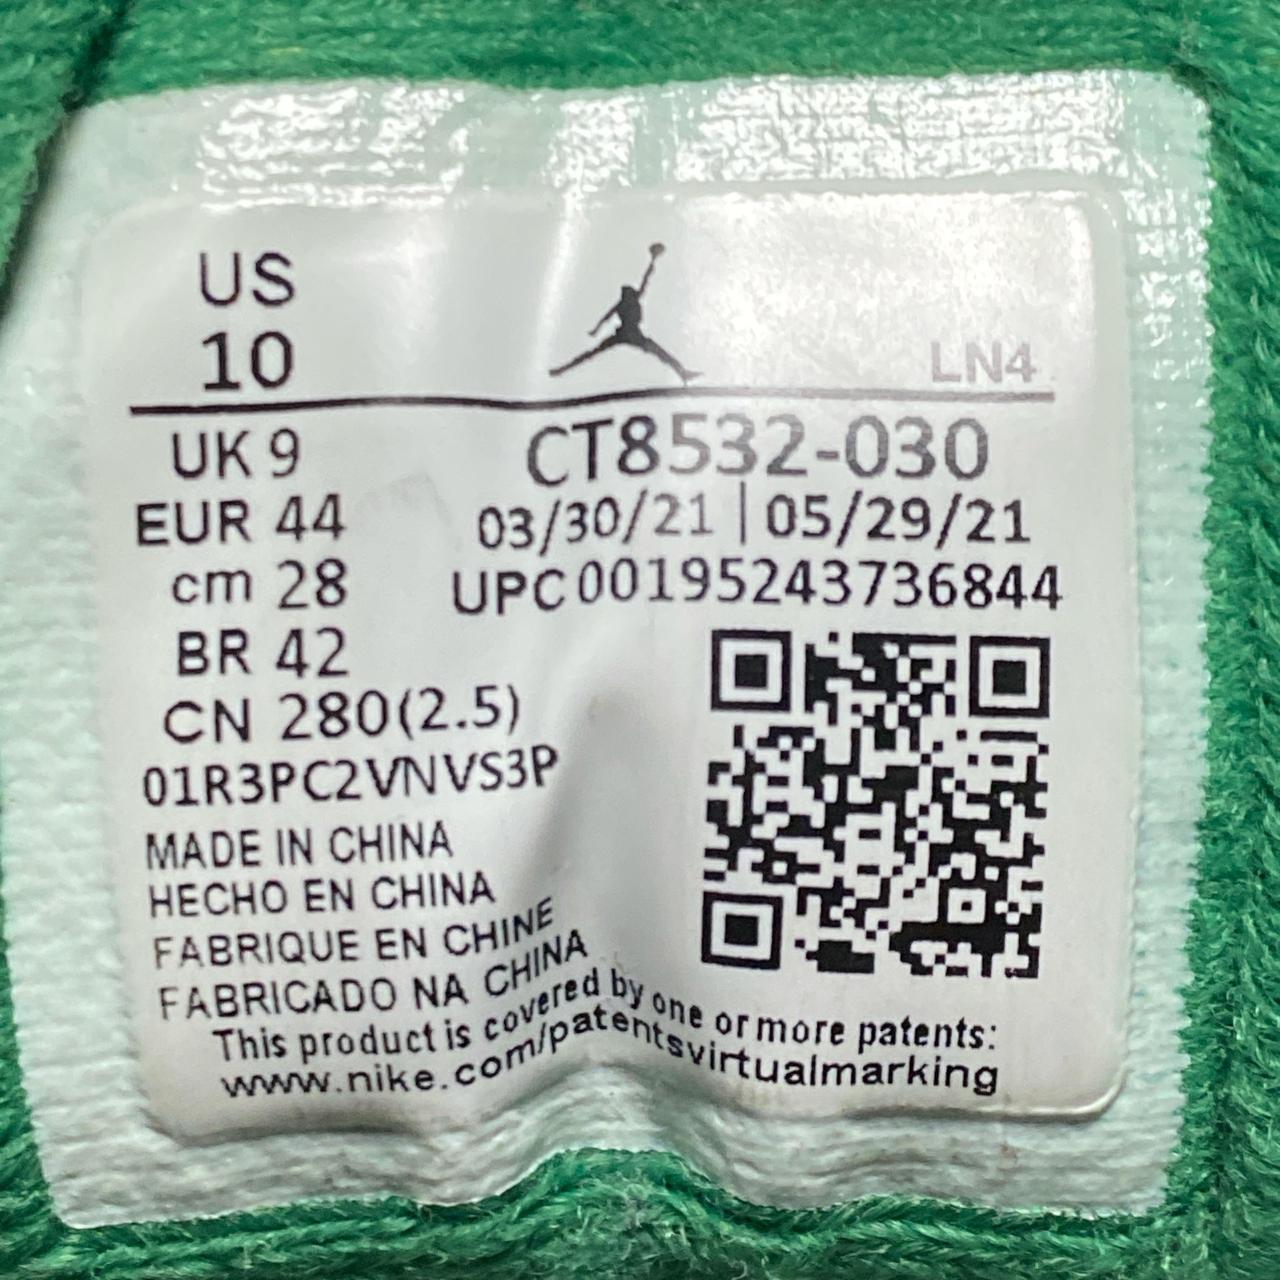 US
10
LN4
UK 9
CT8532-030
EUR 44
03/30/21 | 05/29/21
cm 28
UPC00195243736844
BR 42
CN 280(2.5)
01R3PC2VNVS3P
MADE IN CHINA
HECHO EN CHINA
FABRIQUE EN CHINE
FABRICADO NA CHINA
This product is covered by one or more patents:
www.nike.com/patentsvirtualmarking